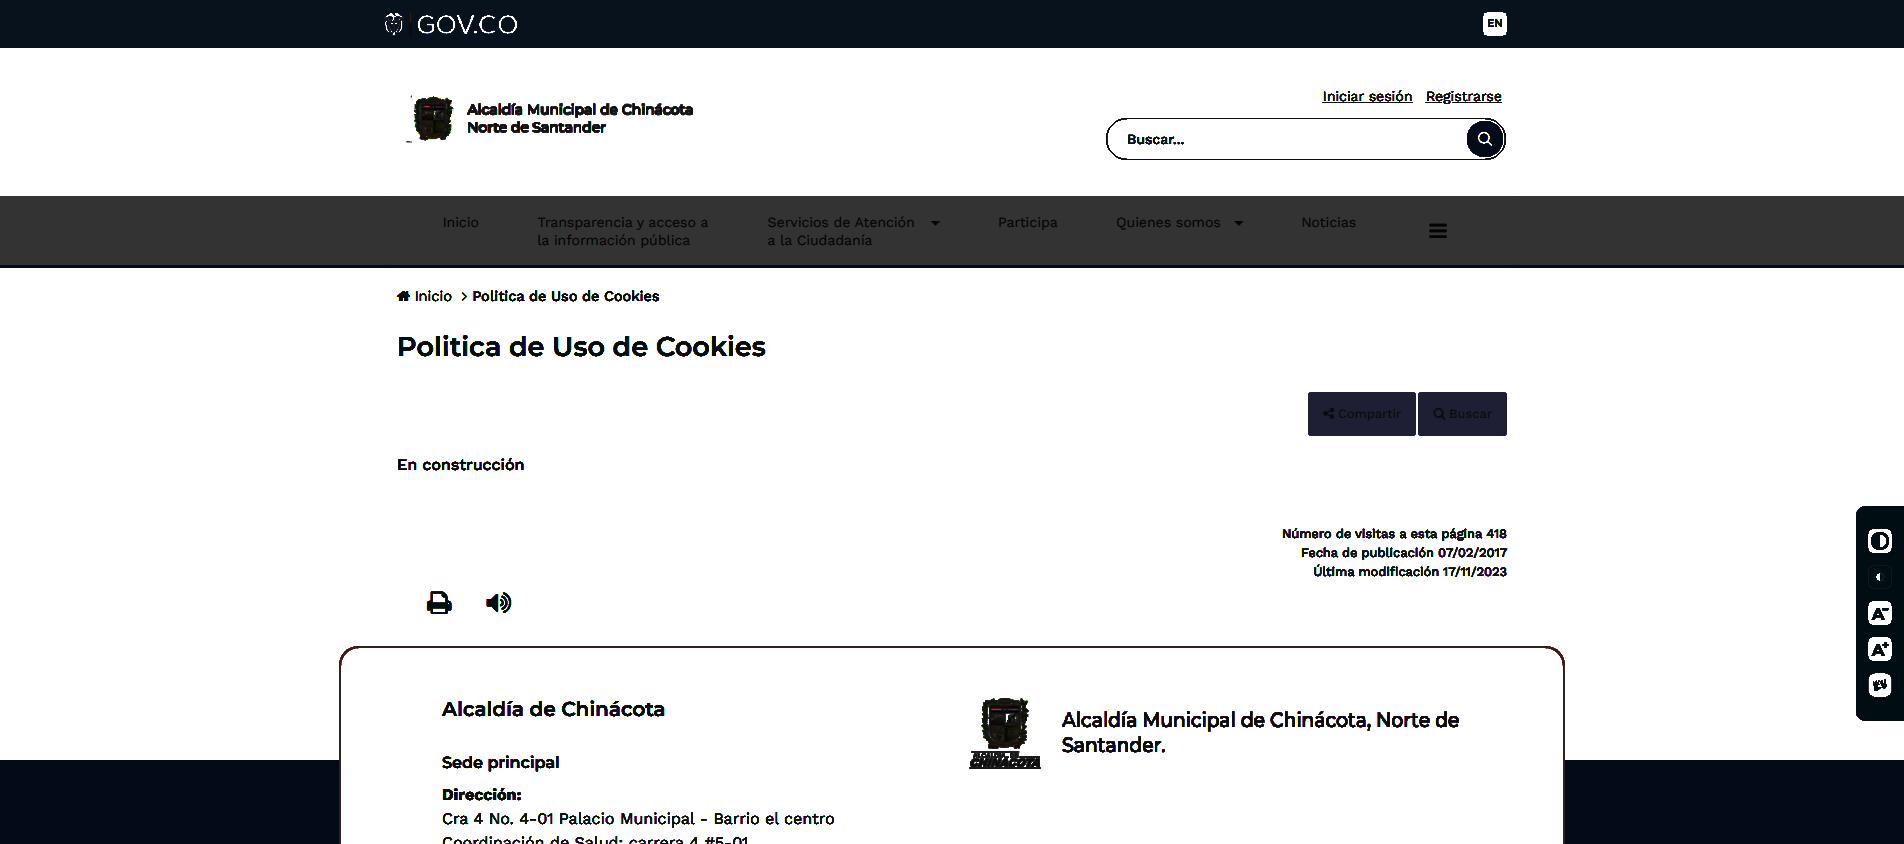 GOV.CO
EN
Alcaldía Municipal de Chinácota
Norte de Santander
Iniciar sesión Registrarse
Buscar...
Inicio
Transparencia y acceso a
la información pública
Servicios de Atención
a la Ciudadanía
Participa
Quienes somos
Noticias
Inicio > Politica de Uso de Cookies
Politica de Uso de Cookies
Compartir Buscar
En construcción
Número de visitas a esta página 418
Fecha de publicación 07/02/2017
Última modificación 17/11/2023
A-
A+
Alcaldía de Chinácota
CHINACOTA
Alcaldía Municipal de Chinácota, Norte de
Santander.
Sede principal
Dirección:
Cra 4 No. 4-01 Palacio Municipal - Barrio el centro
Coordinación de Salud: carrera 4 #5-01